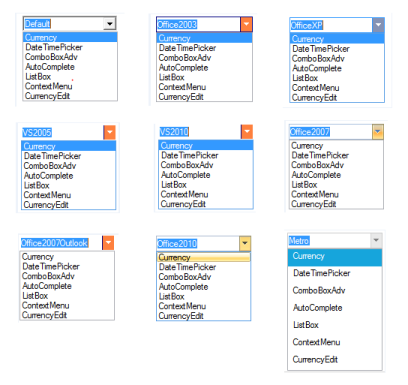 Default
Currency
DateTimePicker
ComboBoxAdv
AutoComplete
ListBox
ContextMenu
CurrencyEdit
Office2003
Currency
DateTimePicker
ComboBoxAdv
AutoComplete
ListBox
ContextMenu
CurrencyEdit
OfficeXP
Currency
DateTimePicker
ComboBoxAdv
AutoComplete
ListBox
ContextMenu
CurrencyEdit
VS2005
Currency
DateTimePicker
ComboBoxAdv
AutoComplete
ListBox
ContextMenu
CurrencyEdit
VS2010
Currency
DateTimePicker
ComboBoxAdv
AutoComplete
ListBox
ContextMenu
CurrencyEdit
Office2007
Currency
DateTimePicker
ComboBoxAdv
AutoComplete
ListBox
ContextMenu
CurrencyEdit
Office2007Outlook
Currency
DateTimePicker
ComboBoxAdv
AutoComplete
ListBox
ContextMenu
CurrencyEdit
Office2010
Currency
DateTimePicker
ComboBoxAdv
AutoComplete
ListBox
ContextMenu
CurrencyEdit
Metro
Currency
DateTimePicker
ComboBoxAdv
AutoComplete
ListBox
ContextMenu
CurrencyEdit